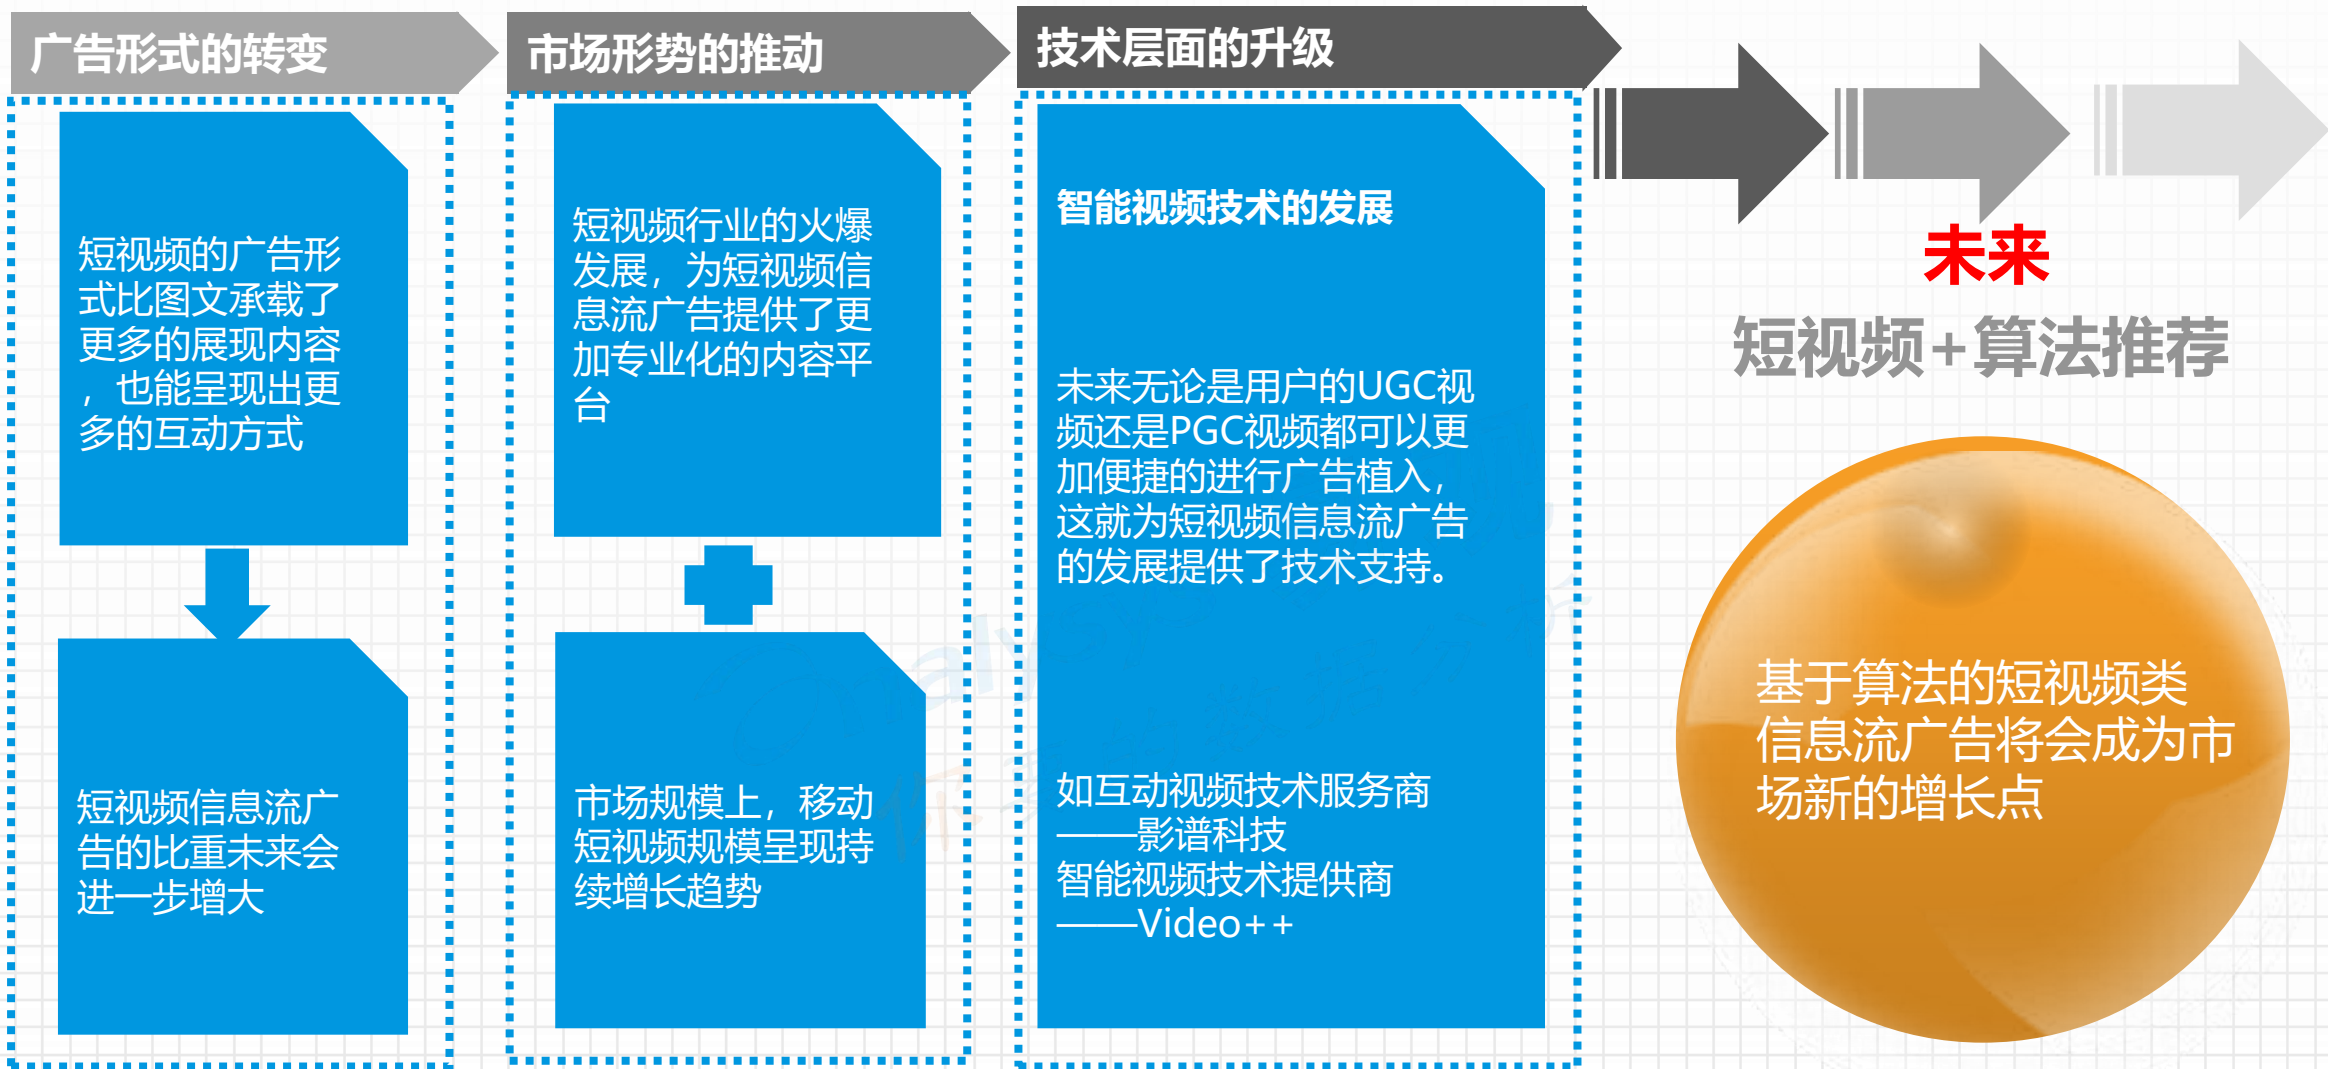 广告形式的转变
短视频的广告形
式比图文承载了
更多的展现内容
，也能呈现出更
多的互动方式
短视频信息流广
告的比重未来会
进一步增大
市场形势的推动
短视频行业的火爆
发展，为短视频信
息流广告提供了更
加专业化的内容平
台
市场规模上，移动
短视频规模呈现持
续增长趋势
技术层面的升级
智能视频技术的发展
未来无论是用户的UGC视
频还是PGC视频都可以更
加便捷的进行广告植入，
这就为短视频信息流广告
的发展提供了技术支持。
如互动视频技术服务商
——影谱科技
智能视频技术提供商
——Video++
未来
短视频+算法推荐
基于算法的短视频类
信息流广告将会成为市
场新的增长点